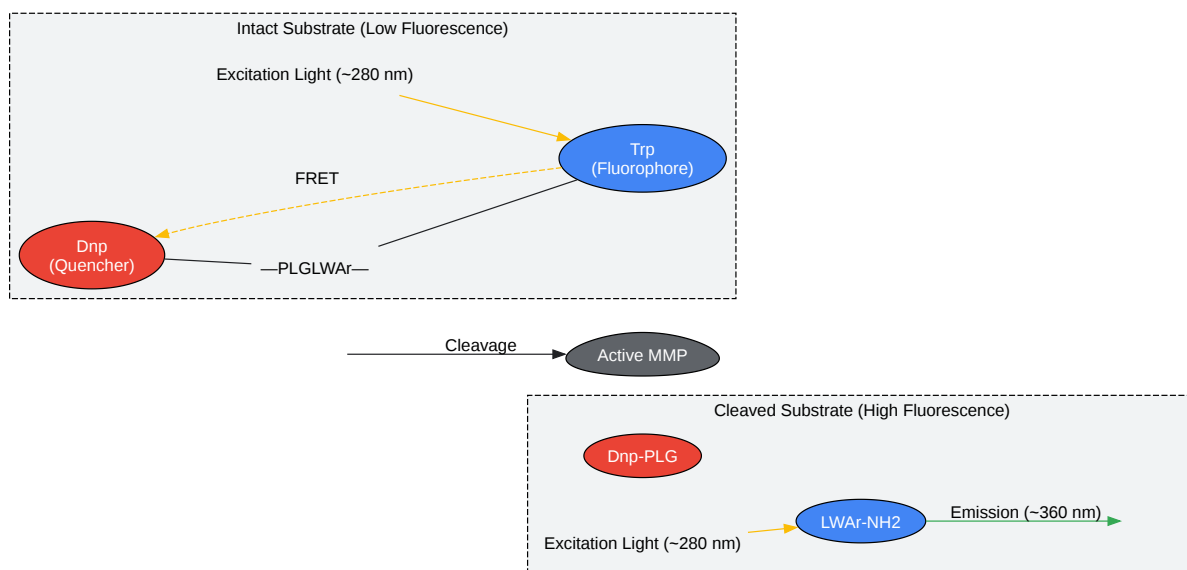 Intact Substrate (Low Fluorescence)
Excitation Light (~280 nm)
Trp
(Fluorophore)
FRET
Dnp
(Quencher)
—PLGLWAr—
Cleavage
Active MMP
Cleaved Substrate (High Fluorescence)
Dnp-PLG
Emission (~360 nm)
LWAr-NH2
Excitation Light (~280 nm)